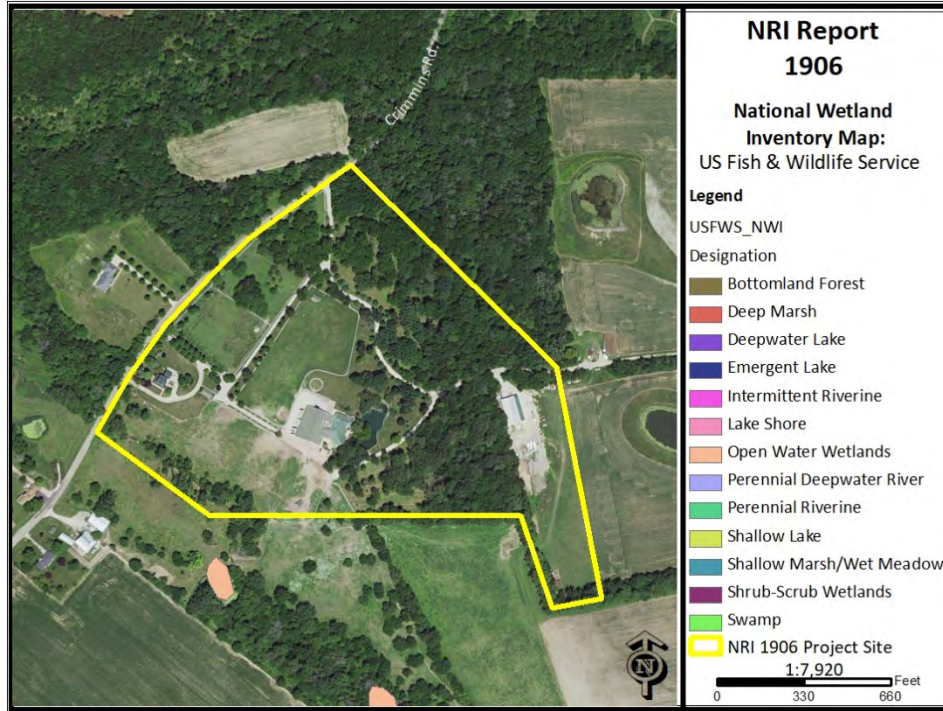 Crimmins Rd.
NRI Report
1906
National Wetland
Inventory Map:
US Fish & Wildlife Service
Legend
USFWS_NWI
Designation
Bottomland Forest
Deep Marsh
Deepwater Lake
Emergent Lake
Intermittent Riverine
Lake Shore
Open Water Wetlands
Perennial Deepwater River
Perennial Riverine
Shallow Lake
Shallow Marsh/Wet Meadow
Shrub-Scrub Wetlands
Swamp
NRI 1906 Project Site
1:7,920
Feet
0 330 660
N